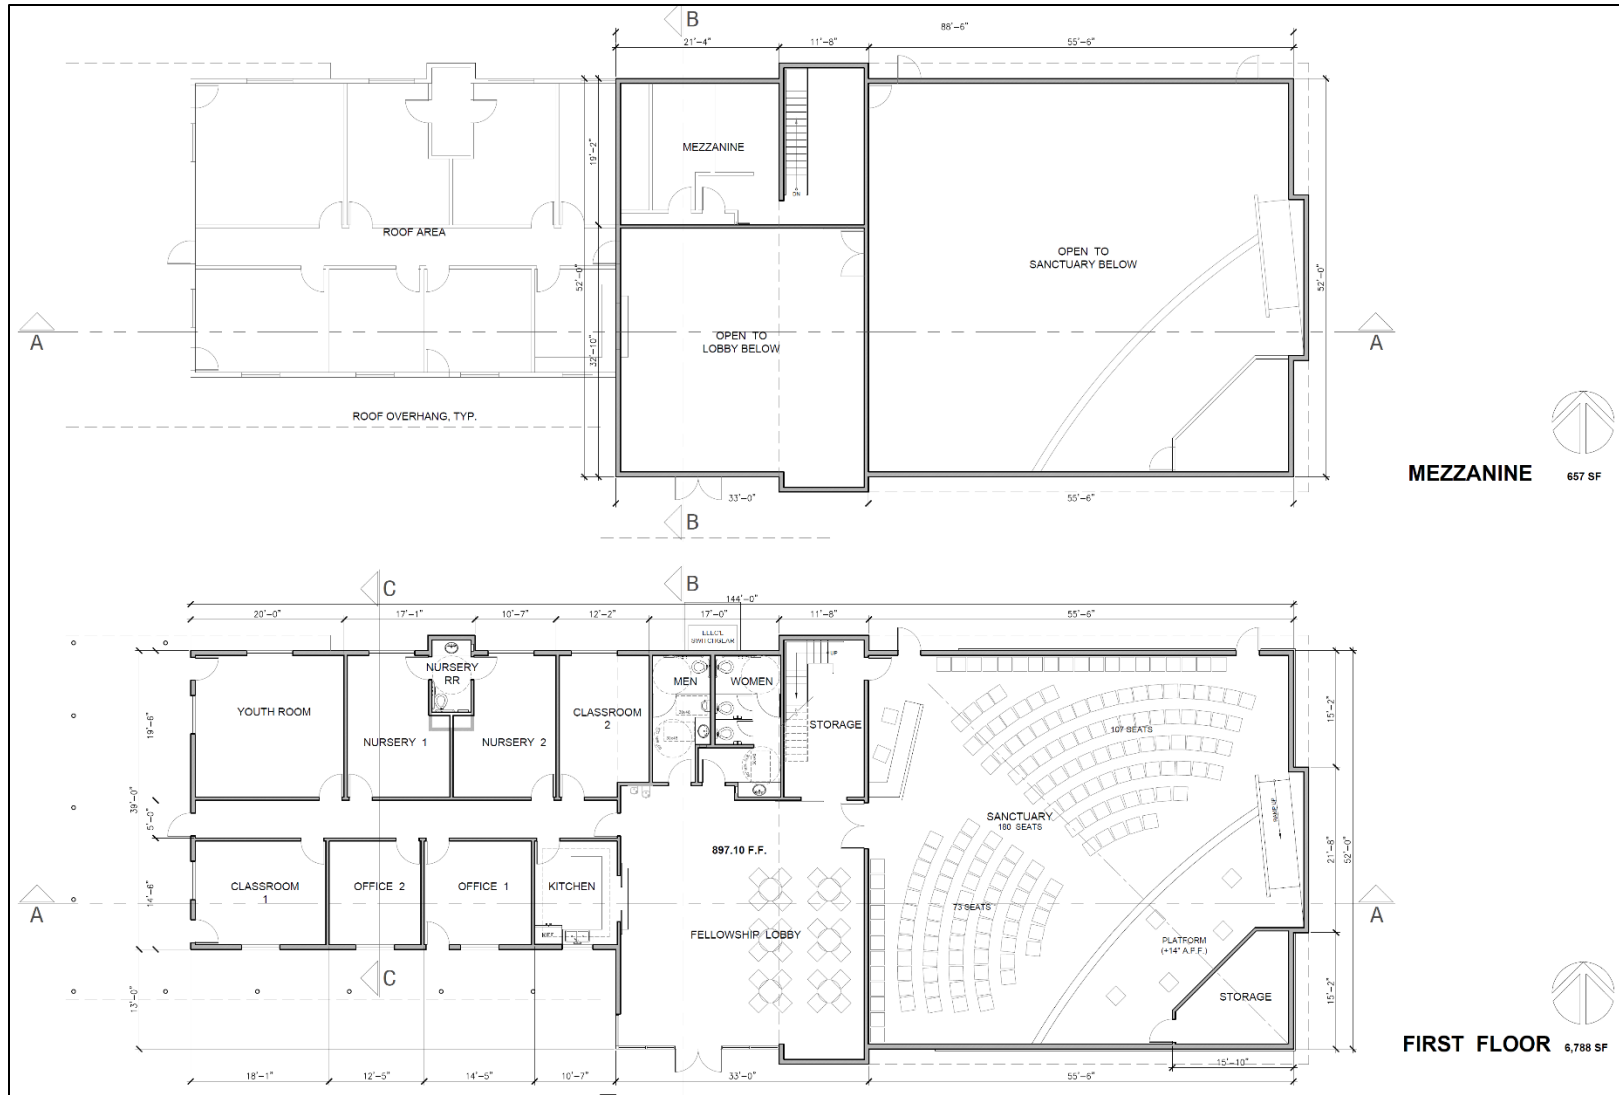 B
88'-6"
21'-4"
11'-8"
55'-6"
MEZZANINE
19'-2"
DN
ROOF AREA
OPEN TO
SANCTUARY BELOW
52'-0"
52'-0"
A
OPEN TO
LOBBY BELOW
32'-10"
A
ROOF OVERHANG, TYP.
MEZZANINE 657 SF
33'-0"
55'-6"
B
C
B
144'-0"
20'-0"
17'-1"
10'-7"
12'-2"
17'-0"
11'-8"
55'-6"
ELEC'L
SWITCHGEAR
UP
NURSERY
RR
MEN
WOMEN
YOUTH ROOM
CLASSROOM
2
STORAGE
15'-2"
19'-6"
NURSERY 1
NURSERY 2
107 SEATS
39'-0"
5'-0"
SANCTUARY
180 SEATS
897.10 F.F.
21'-8"
52'-0"
CLASSROOM
1
OFFICE 2
OFFICE 1
KITCHEN
14'-6"
A
73 SEATS
A
REF.
FELLOWSHIP LOBBY
PLATFORM
(+14" A.F.F.)
C
13'-0"
STORAGE
15'-2"
FIRST FLOOR 6,788 SF
15'-10"
18'-1"
12'-5"
14'-5"
10'-7"
33'-0"
55'-6"